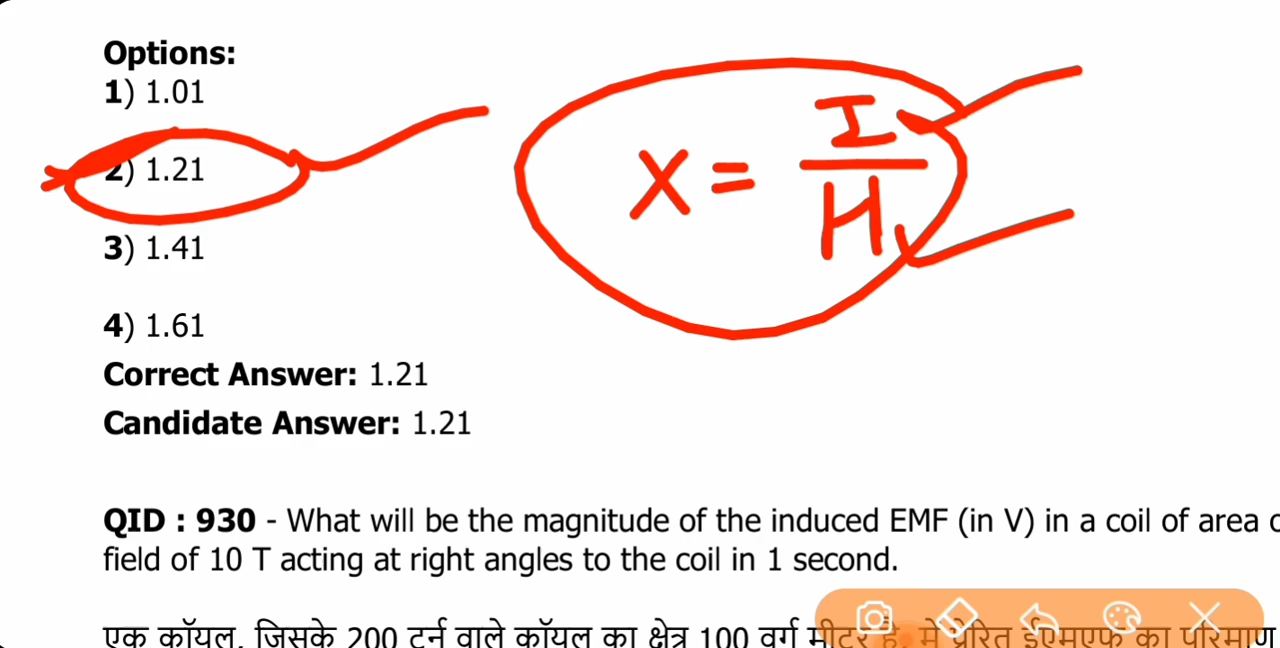 Options:
1) 1.01
2) 1.21
3) 1.41
4) 1.61
X = I / H
Correct Answer: 1.21
Candidate Answer: 1.21
QID : 930 - What will be the magnitude of the induced EMF (in V) in a coil of area
field of 10 T acting at right angles to the coil in 1 second.
एक कॉयल, जिसके 200 टर्न वाले कॉयल का क्षेत्र 100 वर्ग मीटर है, में प्रेरित ईएमएफ का परिमाण